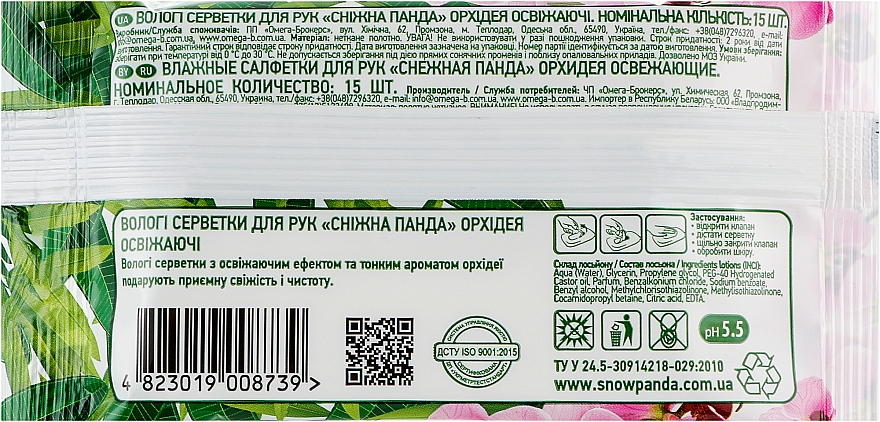 UA ВОЛОГІ СЕРВЕТКИ ДЛЯ РУК «СНІЖНА ПАНДА» ОРХІДЕЯ ОСВІЖАЮЧІ. НОМІНАЛЬНА КІЛЬКІСТЬ: 15 ШТ.
Виробник/Служба споживачів: ПП «Омега-Брокерс», вул. Хімічна, 62, Промзона, м. Теплодар, Одеська обл., 65490, Україна, тел. +38(048)7296320, e-mail:
info@omega-b.com.ua, www.omega-b.com.ua. Матеріал: неткане полотно. УВАГА! Не використовувати у разі пошкодження упаковки. Строк придатності: 2 роки від дати
виготовлення. Гарантійний строк відповідає строку придатності. Дата виготовлення зазначена на упаковці. Номер партії ідентифікується за датою виготовлення. Умови зберігання:
зберігати при температурі від 0°С до 30°С. Не допускається зберігання під дією прямих сонячних променів і поблизу опалювальних приладів. Дозволено МОЗ України
BY RU ВЛАЖНЫЕ САЛФЕТКИ ДЛЯ РУК «СНЕЖНАЯ ПАНДА» ОРХИДЕЯ ОСВЕЖАЮЩИЕ.
НОМИНАЛЬНОЕ КОЛИЧЕСТВО: 15 ШТ. Производитель / Служба потребителей: ЧП «Омега-Брокерс», ул. Химическая, 62, Промзона,
г. Теплодар, Одесская обл., 65490, Украина, тел./факс: +38(048)7296320, e-mail: info@omega-b.com.ua, www.omega-b.com.ua. Импортер в Республику Беларусь: ООО «Владпродим-
ВОЛОГІ СЕРВЕТКИ ДЛЯ РУК «СНІЖНА ПАНДА» ОРХІДЕЯ
ОСВІЖАЮЧІ
Вологі серветки з освіжаючим ефектом та тонким ароматом орхідеї
подарують приємну свіжість і чистоту.
Застосування:
• відкрити клапан
• дістати серветку
• щільно закрити клапан
• обробити шкіру.
Склад лосьйону / Состав лосьона / Ingredients lotions (INCI):
Aqua (Water), Glycerin, Propylene glycol, PEG-40 Hydrogenated
Castor oil, Parfum, Benzalkonium chloride, Sodium benzoate,
Benzyl alcohol, Methylchlorisothiazolinone, Methylisothiazolinone,
Cocamidopropyl betaine, Citric acid, EDTA.
4 823019 008739 >
СИСТЕМА УПРАВЛІННЯ ЯКІСТЮ
ДСТУ ISO 9001:2015
СЕРТИФІКОВАНА
ДП «УКРМЕТРТЕСТСТАНДАРТ»
pH 5.5
ТУ У 24.5-30914218-029:2010
www.snowpanda.com.ua